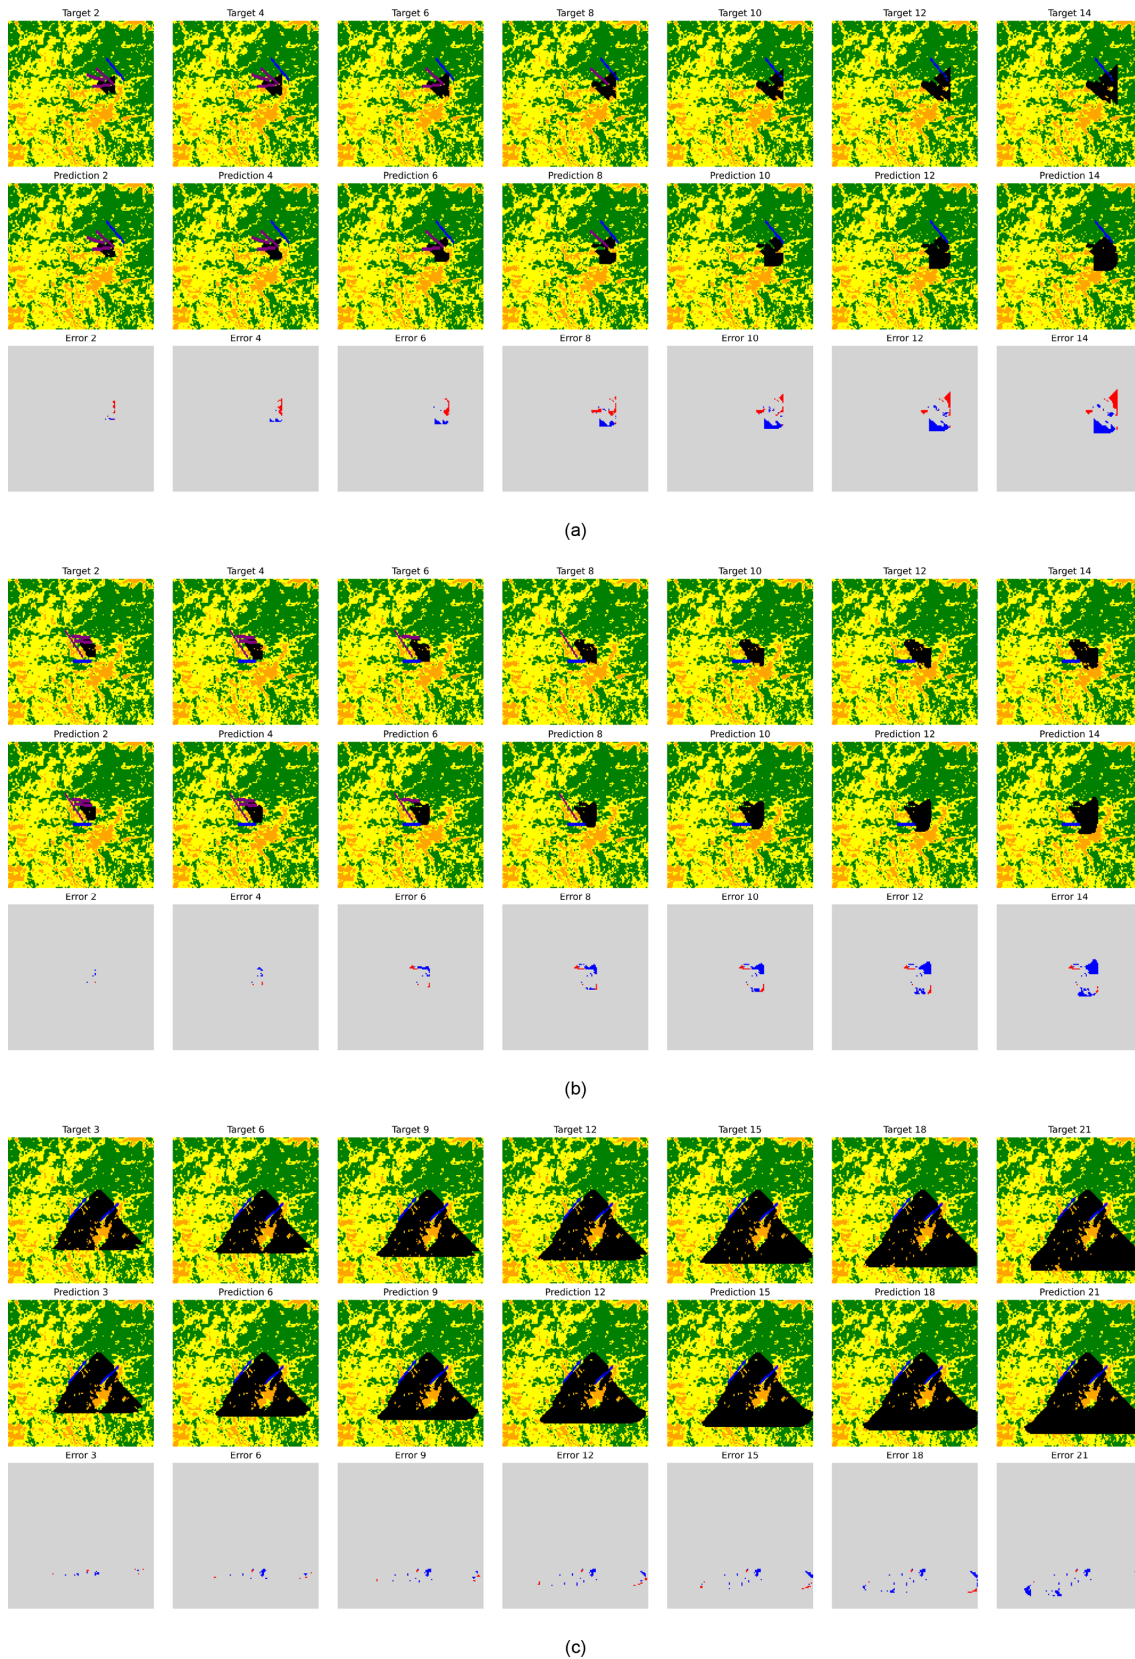 Target 2 Target 4 Target 6 Target 8 Target 10 Target 12 Target 14
Prediction 2 Prediction 4 Prediction 6 Prediction 8 Prediction 10 Prediction 12 Prediction 14
Error 2 Error 4 Error 6 Error 8 Error 10 Error 12 Error 14
(a)
Target 2 Target 4 Target 6 Target 8 Target 10 Target 12 Target 14
Prediction 2 Prediction 4 Prediction 6 Prediction 8 Prediction 10 Prediction 12 Prediction 14
Error 2 Error 4 Error 6 Error 8 Error 10 Error 12 Error 14
(b)
Target 3 Target 6 Target 9 Target 12 Target 15 Target 18 Target 21
Prediction 3 Prediction 6 Prediction 9 Prediction 12 Prediction 15 Prediction 18 Prediction 21
Error 3 Error 6 Error 9 Error 12 Error 15 Error 18 Error 21
(c)